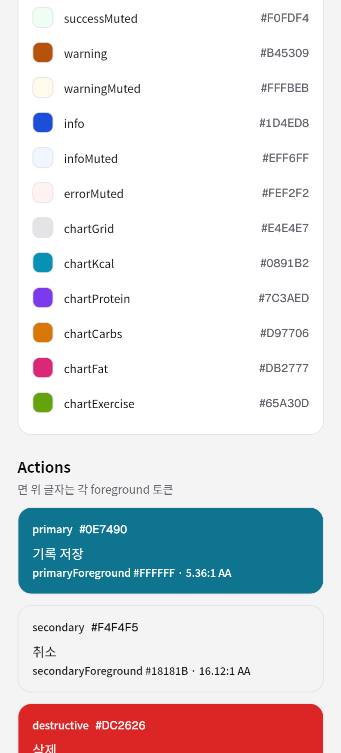 successMuted #F0FDF4
warning #B45309
warningMuted #FFFBEB
info #1D4ED8
infoMuted #EFF6FF
errorMuted #FEF2F2
chartGrid #E4E4E7
chartKcal #0891B2
chartProtein #7C3AED
chartCarbs #D97706
chartFat #DB2777
chartExercise #65A30D
Actions
면 위 글자는 각 foreground 토큰
primary #0E7490
기록 저장
primaryForeground #FFFFFF · 5.36:1 AA
secondary #F4F4F5
취소
secondaryForeground #18181B · 16.12:1 AA
destructive #DC2626
삭제